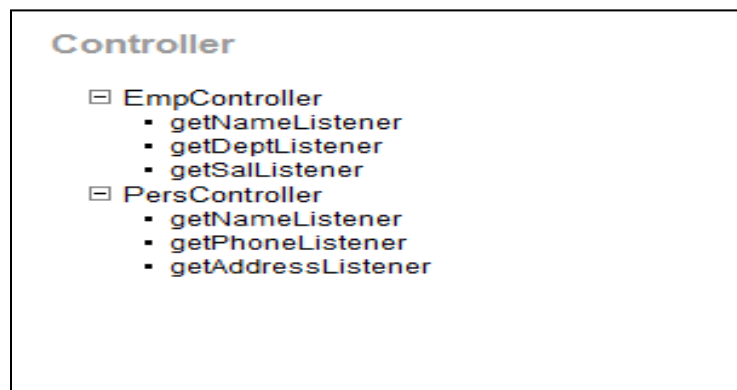 Controller
EmpController
getNameListener
getDeptListener
getSalListener
PersController
getNameListener
getPhoneListener
getAddressListener